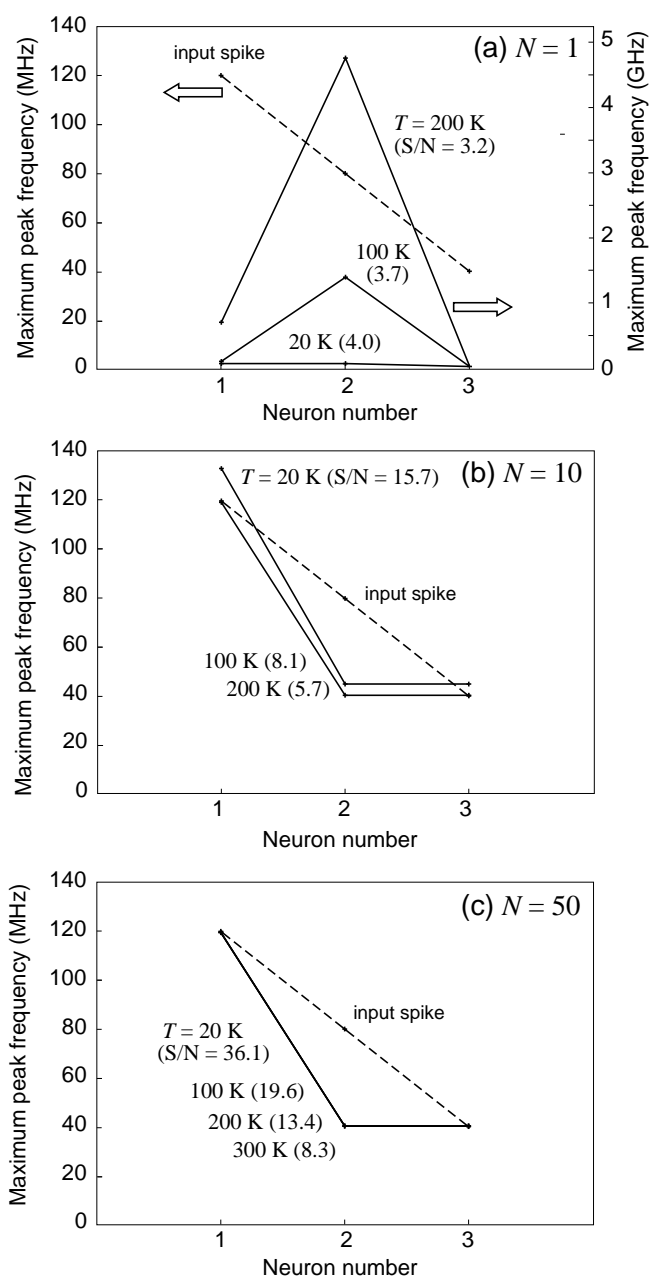 (a) N = 1
input spike
T = 200 K
(S/N = 3.2)
100 K
(3.7)
20 K (4.0)
140
120
100
80
60
40
20
0
5
4
3
2
1
0
1 2 3
Maximum peak frequency (MHz)
Maximum peak frequency (GHz)
Neuron number
(b) N = 10
T = 20 K (S/N = 15.7)
input spike
100 K (8.1)
200 K (5.7)
140
120
100
80
60
40
20
0
1 2 3
Maximum peak frequency (MHz)
Neuron number
(c) N = 50
input spike
T = 20 K
(S/N = 36.1)
100 K (19.6)
200 K (13.4)
300 K (8.3)
140
120
100
80
60
40
20
0
1 2 3
Maximum peak frequency (MHz)
Neuron number